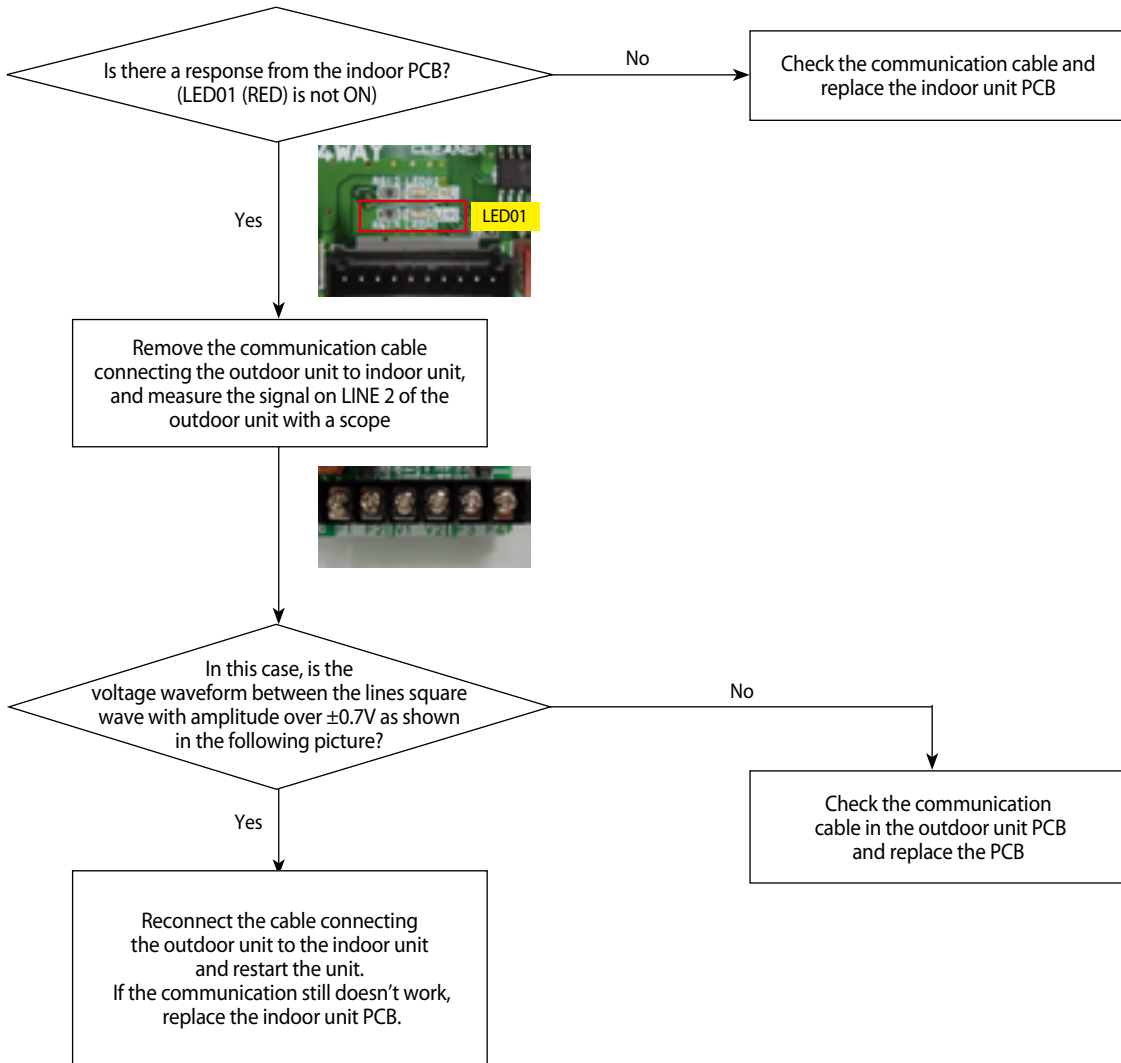 Is there a response from the indoor PCB?
(LED01 (RED) is not ON)
No
Check the communication cable and
replace the indoor unit PCB
4WAY
CLEANER
LED01
Yes
Remove the communication cable
connecting the outdoor unit to indoor unit,
and measure the signal on LINE 2 of the
outdoor unit with a scope
F2 V1 V2 F3 F4
In this case, is the
voltage waveform between the lines square
wave with amplitude over ±0.7V as shown
in the following picture?
No
Check the communication
cable in the outdoor unit PCB
and replace the PCB
Yes
Reconnect the cable connecting
the outdoor unit to the indoor unit
and restart the unit.
If the communication still doesn't work,
replace the indoor unit PCB.